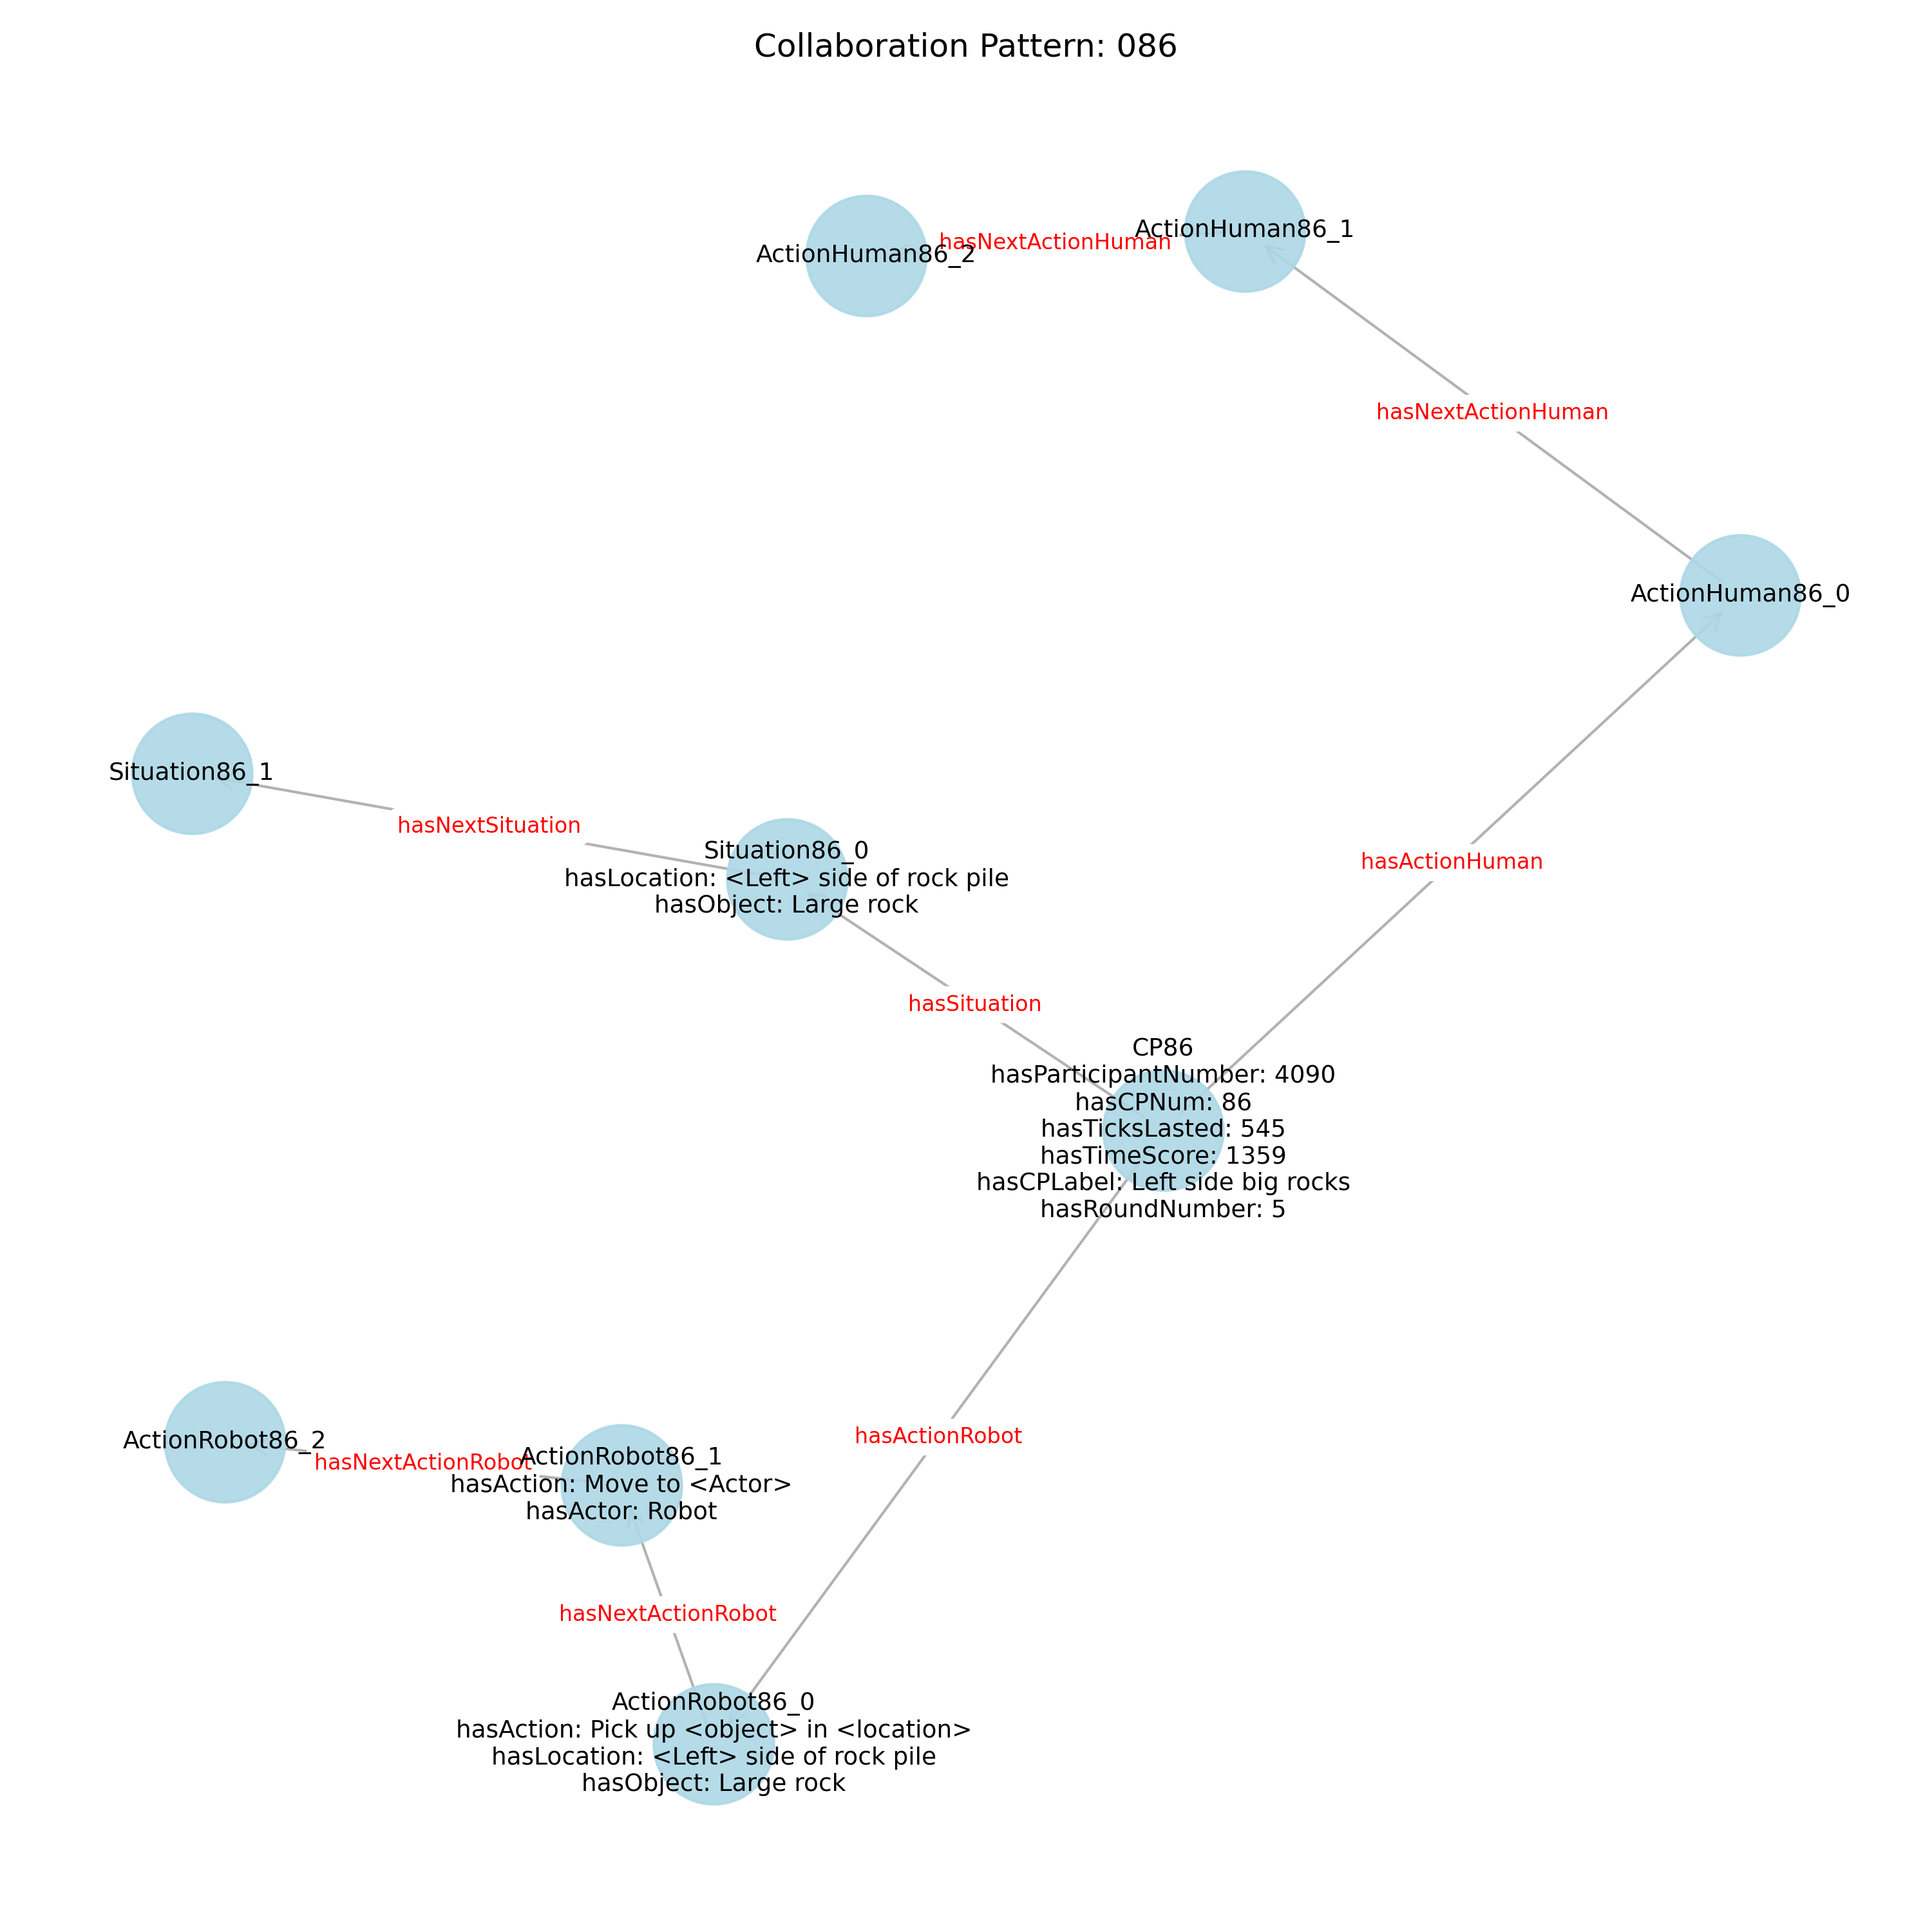 Collaboration Pattern: 086
ActionHuman86_1
hasNextActionHuman
ActionHuman86_2
hasNextActionHuman
ActionHuman86_0
Situation86_1
hasNextSituation
Situation86_0
hasLocation: <Left> side of rock pile
hasObject: Large rock
hasActionHuman
hasSituation
CP86
hasParticipantNumber: 4090
hasCPNum: 86
hasTicksLasted: 545
hasTimeScore: 1359
hasCPLabel: Left side big rocks
hasRoundNumber: 5
hasActionRobot
ActionRobot86_2
hasNextActionRobot
ActionRobot86_1
hasAction: Move to <Actor>
hasActor: Robot
hasNextActionRobot
ActionRobot86_0
hasAction: Pick up <object> in <location>
hasLocation: <Left> side of rock pile
hasObject: Large rock